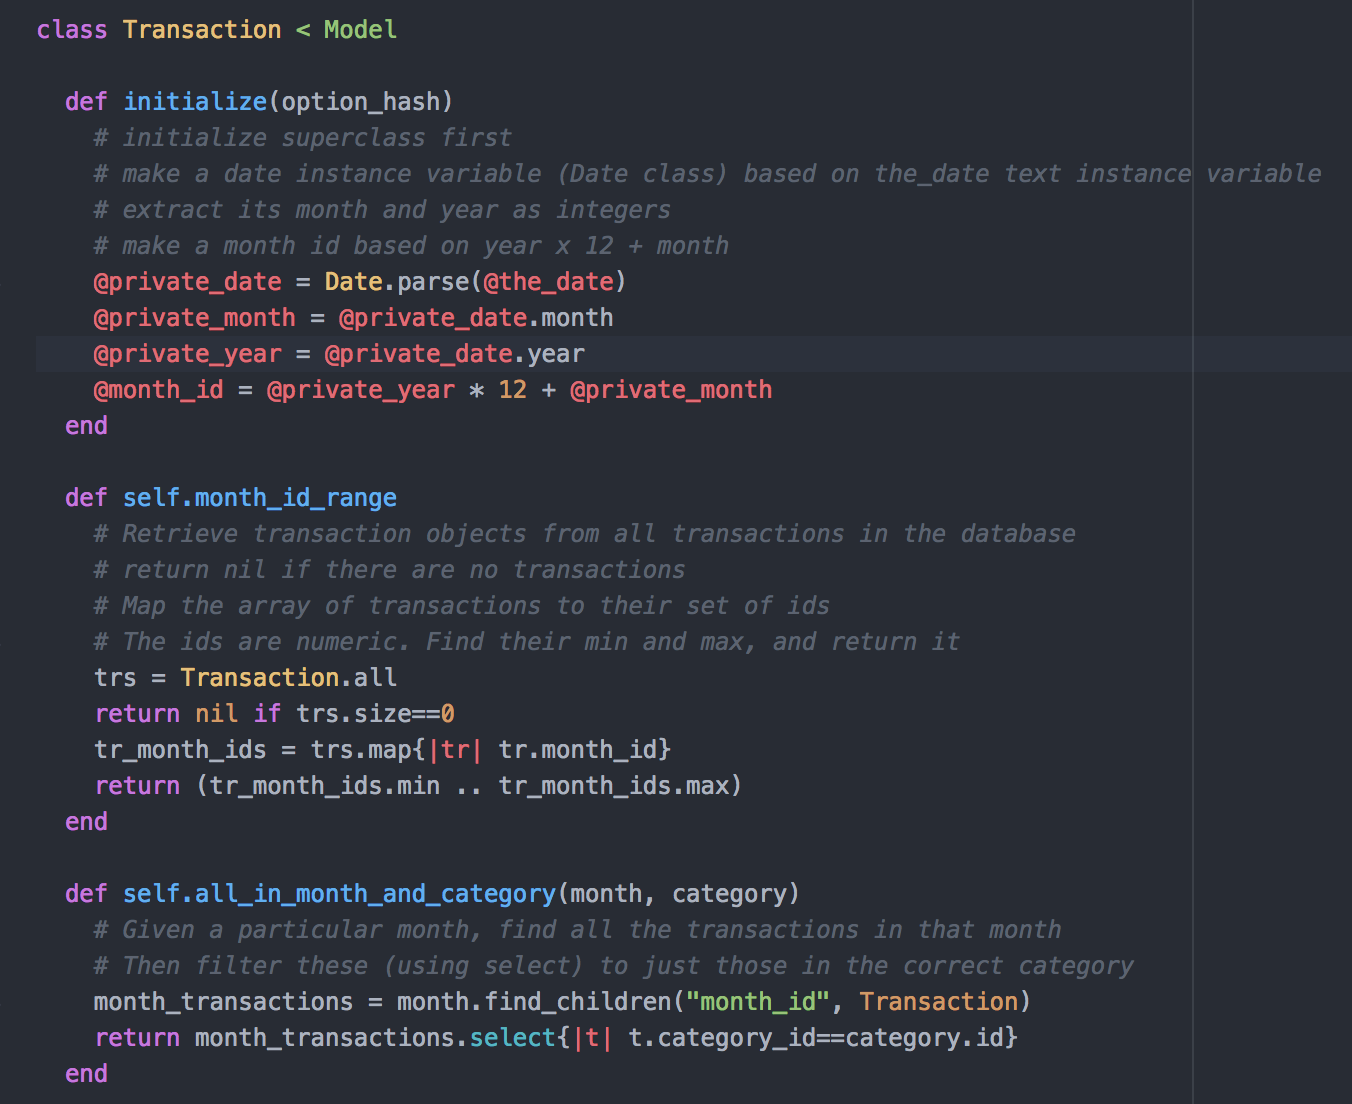 class Transaction < Model
def initialize(option_hash)
# initialize superclass first
# make a date instance variable (Date class) based on the_date text instance variable
# extract its month and year as integers
# make a month id based on year x 12 + month
@private_date = Date.parse(@the_date)
@private_month = @private_date.month
@private_year = @private_date.year
@month_id = @private_year * 12 + @private_month
end
def self.month_id_range
# Retrieve transaction objects from all transactions in the database
# return nil if there are no transactions
# Map the array of transactions to their set of ids
# The ids are numeric. Find their min and max, and return it
trs = Transaction.all
return nil if trs.size==0
tr_month_ids = trs.map{|tr| tr.month_id}
return (tr_month_ids.min .. tr_month_ids.max)
end
def self.all_in_month_and_category(month, category)
# Given a particular month, find all the transactions in that month
# Then filter these (using select) to just those in the correct category
month_transactions = month.find_children("month_id", Transaction)
return month_transactions.select{|t| t.category_id==category.id}
end